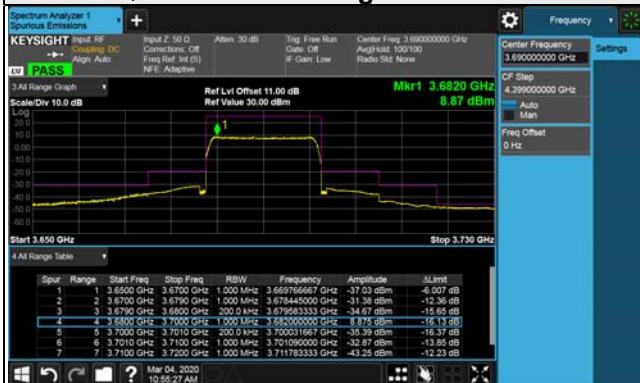 Spectrum Analyzer 1
Spurious Emissions
Frequency
KEYSIGHT Input: RF
Coupling: DC
Align: Auto
Input Z: 50 Ω
Corrections: Off
Freq Ref: Int (S)
NFE: Adaptive
Atten: 30 dB
Trig: Free Run
Gate: Off
IF Gain: Low
Center Freq: 3.690000000 GHz
Avg|Hold: 100/100
Radio Std: None
PASS
Center Frequency
3.690000000 GHz
Settings
CF Step
4.399000000 GHz
Auto
Man
Freq Offset
0 Hz
3 All Range Graph
Scale/Div 10.0 dB
Ref Lvl Offset 11.00 dB
Ref Value 30.00 dBm
Mkr1 3.6820 GHz
8.87 dBm
Log
20.0
10.0
0.00
-10.0
-20.0
-30.0
-40.0
-50.0
-60.0
1
Start 3.650 GHz
Stop 3.730 GHz
4 All Range Table
Spur Range Start Freq Stop Freq RBW Frequency Amplitude ΔLimit
1 1 3.6500 GHz 3.6700 GHz 1.000 MHz 3.669766667 GHz -37.03 dBm -6.007 dB
2 2 3.6700 GHz 3.6790 GHz 1.000 MHz 3.678445000 GHz -31.38 dBm -12.36 dB
3 3 3.6790 GHz 3.6800 GHz 200.0 kHz 3.679583333 GHz -34.67 dBm -15.65 dB
4 4 3.6800 GHz 3.7000 GHz 1.000 MHz 3.682000000 GHz 8.875 dBm -16.13 dB
5 5 3.7000 GHz 3.7010 GHz 200.0 kHz 3.700031667 GHz -35.39 dBm -16.37 dB
6 6 3.7010 GHz 3.7100 GHz 1.000 MHz 3.701090000 GHz -32.87 dBm -13.85 dB
7 7 3.7100 GHz 3.7200 GHz 1.000 MHz 3.711783333 GHz -43.25 dBm -12.23 dB
Mar 04, 2020
10:55:27 AM